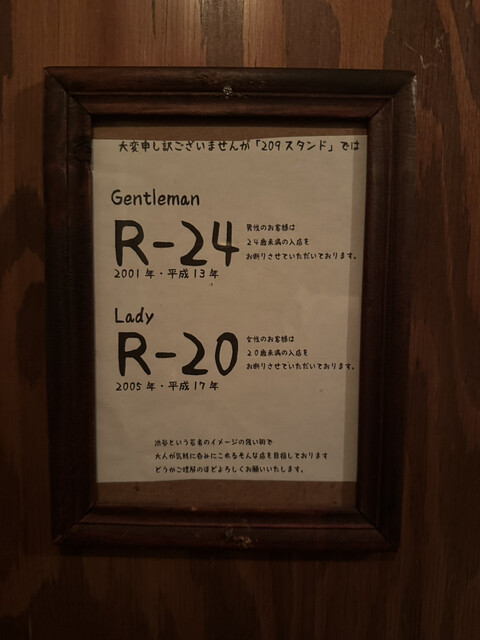 大変申し訳ございませんが「209スタンド」では
Gentleman
R-24
男性のお客様は
24歳未満の入店を
お断りさせていただいております。
2001年・平成13年
Lady
R-20
女性のお客様は
20歳未満の入店を
お断りさせていただいております。
2005年・平成17年
渋谷という若者のイメージの強い街で
大人が気軽に呑みにこれるそんな店を目指しております
どうかご理解のほどよろしくお願いいたします。